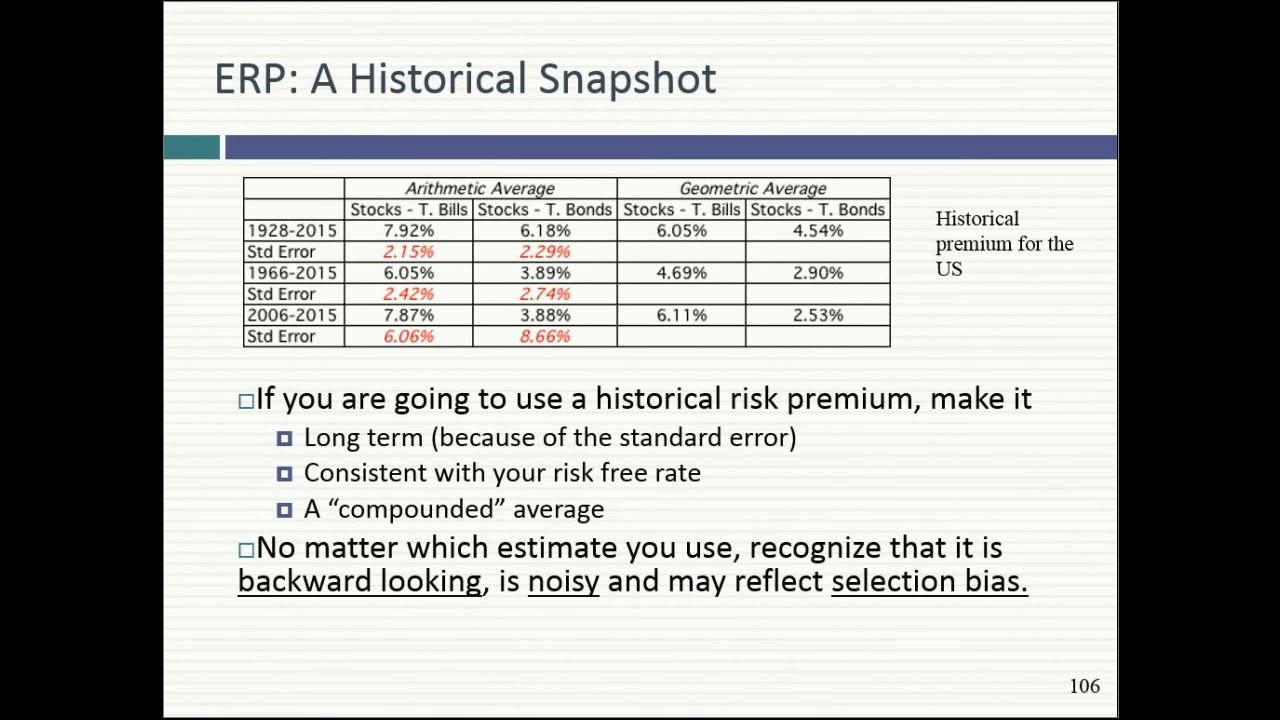 ERP: A Historical Snapshot
Arithmetic Average Geometric Average
Stocks - T. Bills Stocks - T. Bonds Stocks - T. Bills Stocks - T. Bonds
1928-2015 7.92% 6.18% 6.05% 4.54%
Std Error 2.15% 2.29%
1966-2015 6.05% 3.89% 4.69% 2.90%
Std Error 2.42% 2.74%
2006-2015 7.87% 3.88% 6.11% 2.53%
Std Error 6.06% 8.66%
Historical
premium for the
US
If you are going to use a historical risk premium, make it
Long term (because of the standard error)
Consistent with your risk free rate
A “compounded” average
No matter which estimate you use, recognize that it is
backward looking, is noisy and may reflect selection bias.
106